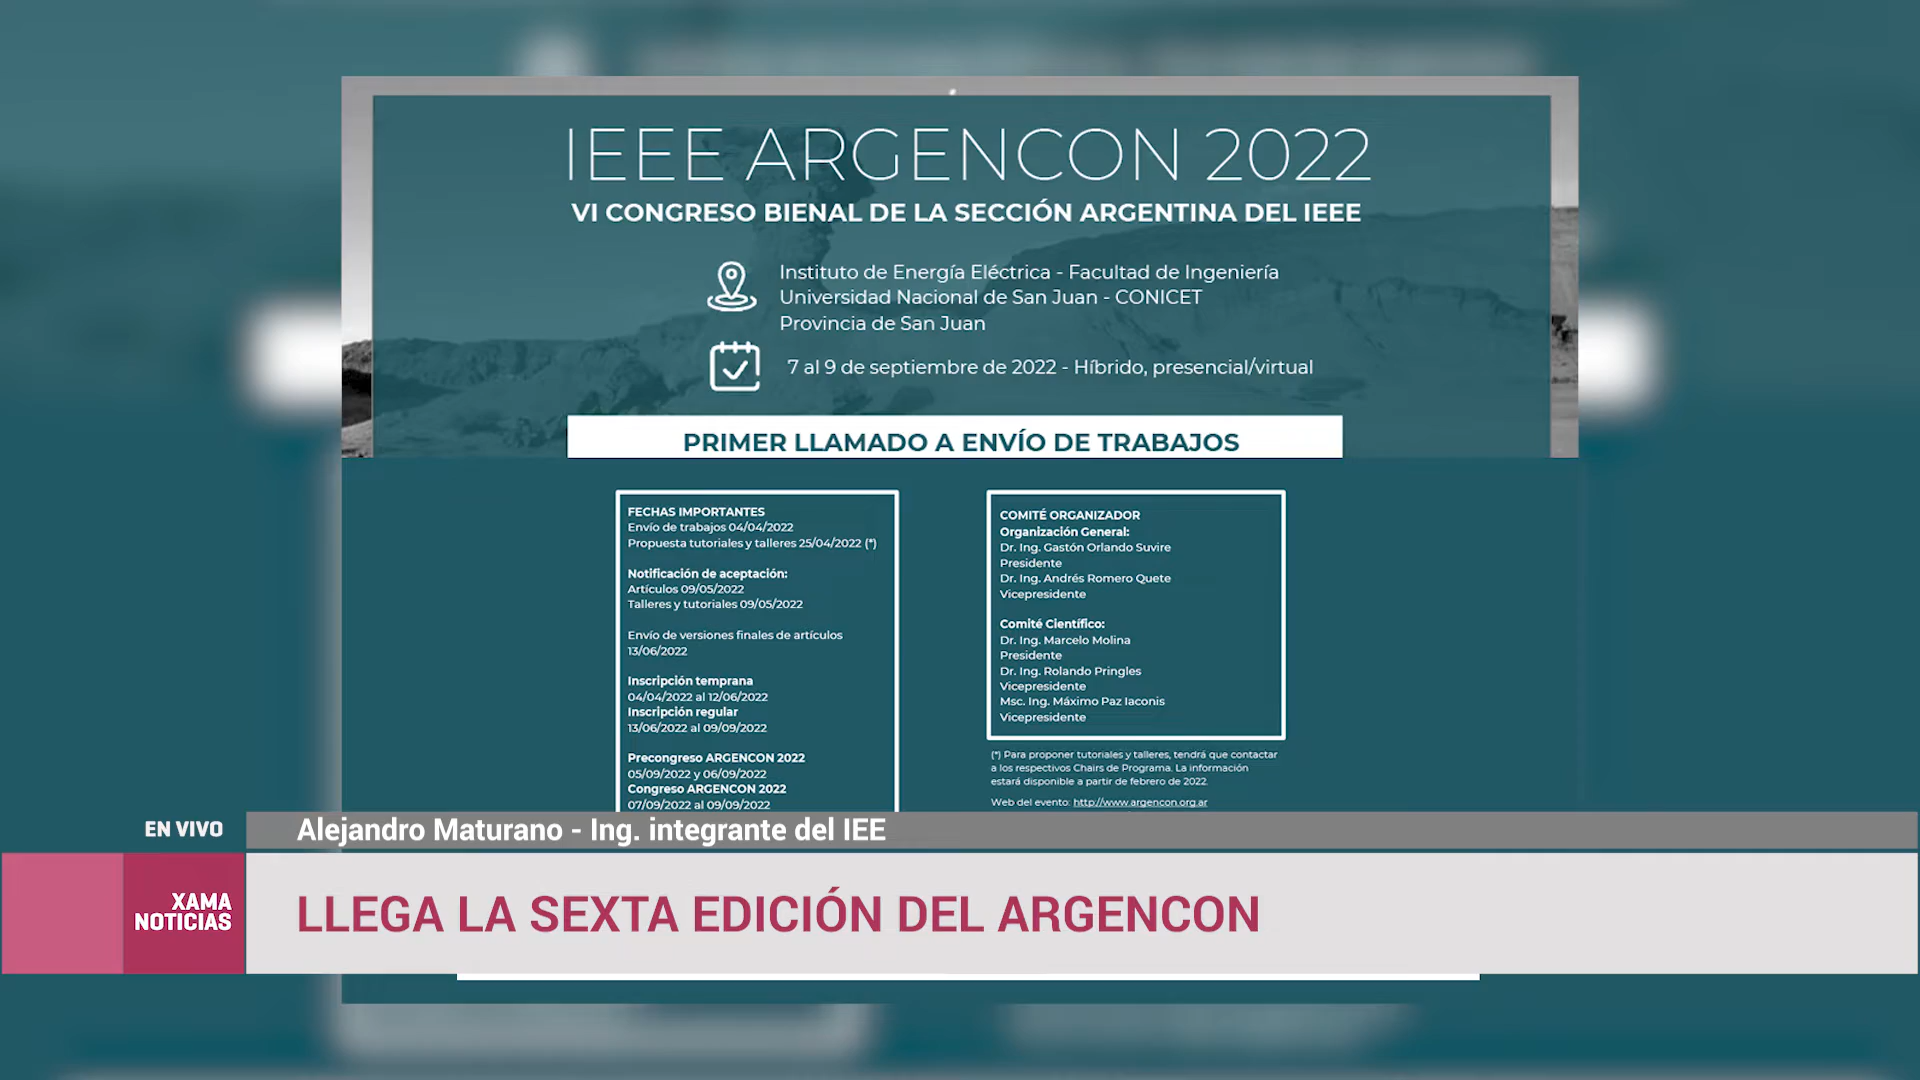 IEEE ARGENCON 2022
VI CONGRESO BIENAL DE LA SECCIÓN ARGENTINA DEL IEEE
Instituto de Energía Eléctrica - Facultad de Ingeniería
Universidad Nacional de San Juan - CONICET
Provincia de San Juan
7 al 9 de septiembre de 2022 - Híbrido, presencial/virtual
PRIMER LLAMADO A ENVÍO DE TRABAJOS
FECHAS IMPORTANTES
Envío de trabajos 04/04/2022
Propuesta tutoriales y talleres 25/04/2022 (*)
Notificación de aceptación:
Artículos 09/05/2022
Talleres y tutoriales 09/05/2022
Envío de versiones finales de artículos
13/06/2022
Inscripción temprana
04/04/2022 al 12/06/2022
Inscripción regular
13/06/2022 al 09/09/2022
Precongreso ARGENCON 2022
05/09/2022 y 06/09/2022
Congreso ARGENCON 2022
07/09/2022 al 09/09/2022
COMITÉ ORGANIZADOR
Organización General:
Dr. Ing. Gastón Orlando Suvire
Presidente
Dr. Ing. Andrés Romero Quete
Vicepresidente
Comité Científico:
Dr. Ing. Marcelo Molina
Presidente
Dr. Ing. Rolando Pringles
Vicepresidente
Msc. Ing. Máximo Paz Iaconis
Vicepresidente
(*) Para proponer tutoriales y talleres, tendrá que contactar
a los respectivos Chairs de Programa. La información
estará disponible a partir de febrero de 2022.
Web del evento: http://www.argencon.org.ar
EN VIVO
Alejandro Maturano - Ing. integrante del IEE
XAMA
NOTICIAS
LLEGA LA SEXTA EDICIÓN DEL ARGENCON